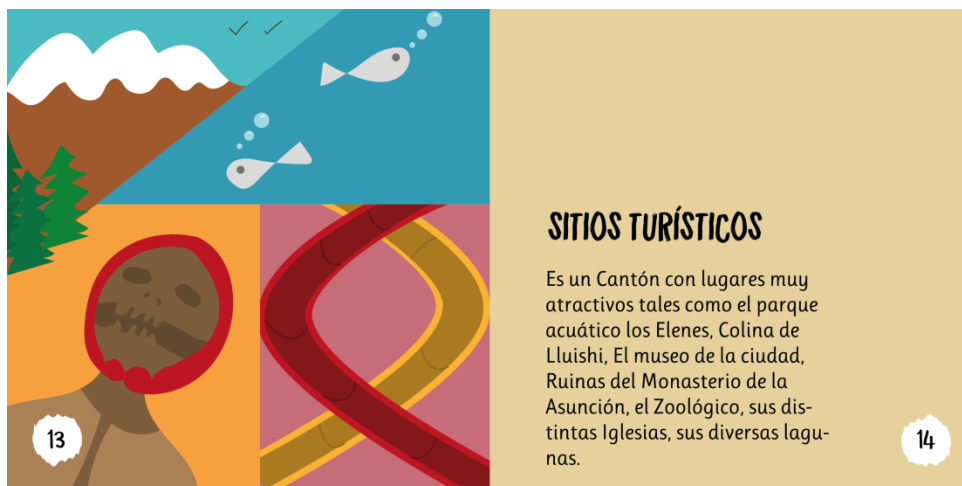 SITIOS TURÍSTICOS
Es un Cantón con lugares muy
atractivos tales como el parque
acuático los Elenes, Colina de
Lluishi, El museo de la ciudad,
Ruinas del Monasterio de la
Asunción, el Zoológico, sus dis-
tintas Iglesias, sus diversas lagu-
nas.
13
14